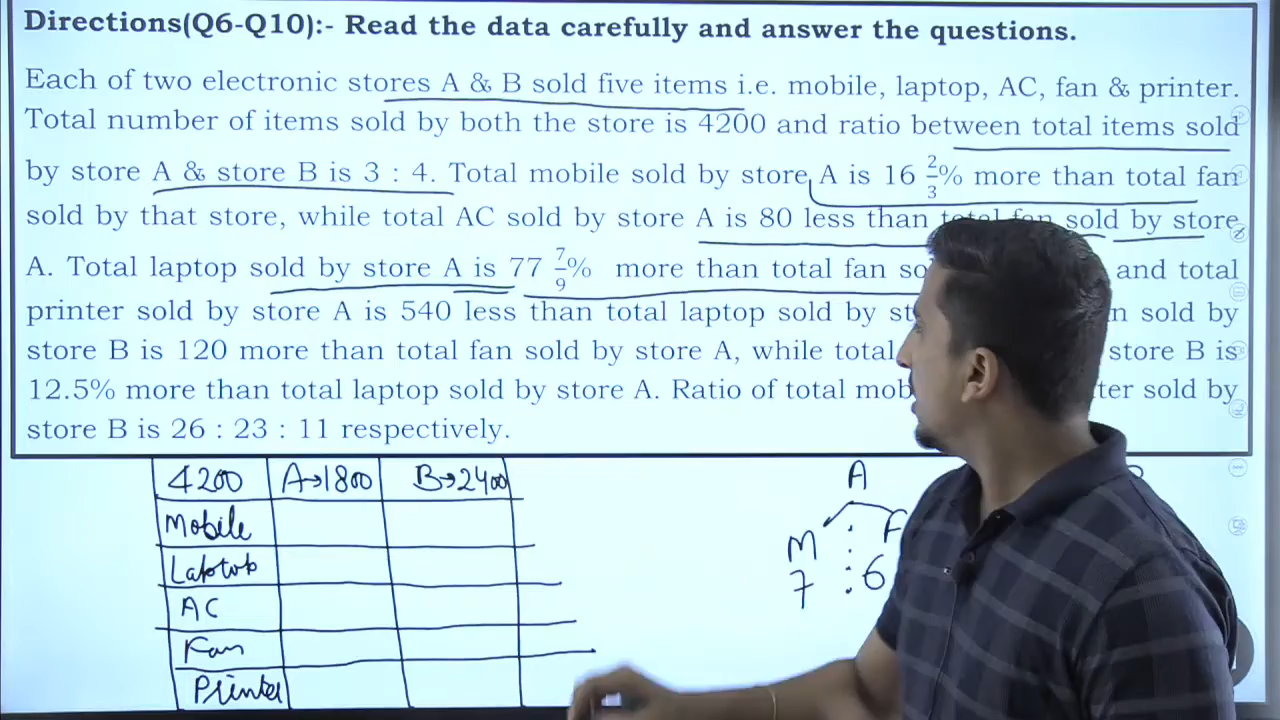 Directions(Q6-Q10):- Read the data carefully and answer the questions.
Each of two electronic stores A & B sold five items i.e. mobile, laptop, AC, fan & printer.
Total number of items sold by both the store is 4200 and ratio between total items sold
by store A & store B is 3 : 4. Total mobile sold by store A is 16 2/3% more than total fan
sold by that store, while total AC sold by store A is 80 less than total fan sold by store
A. Total laptop sold by store A is 77 7/9% more than total fan and total
printer sold by store A is 540 less than total laptop sold by sold by
store B is 120 more than total fan sold by store A, while total store B is
12.5% more than total laptop sold by store A. Ratio of total sold by
store B is 26 : 23 : 11 respectively.
4200 A→1800 B→2400
Mobile
Laptop
AC
Fan
Printer
A
M : F
7 : 6